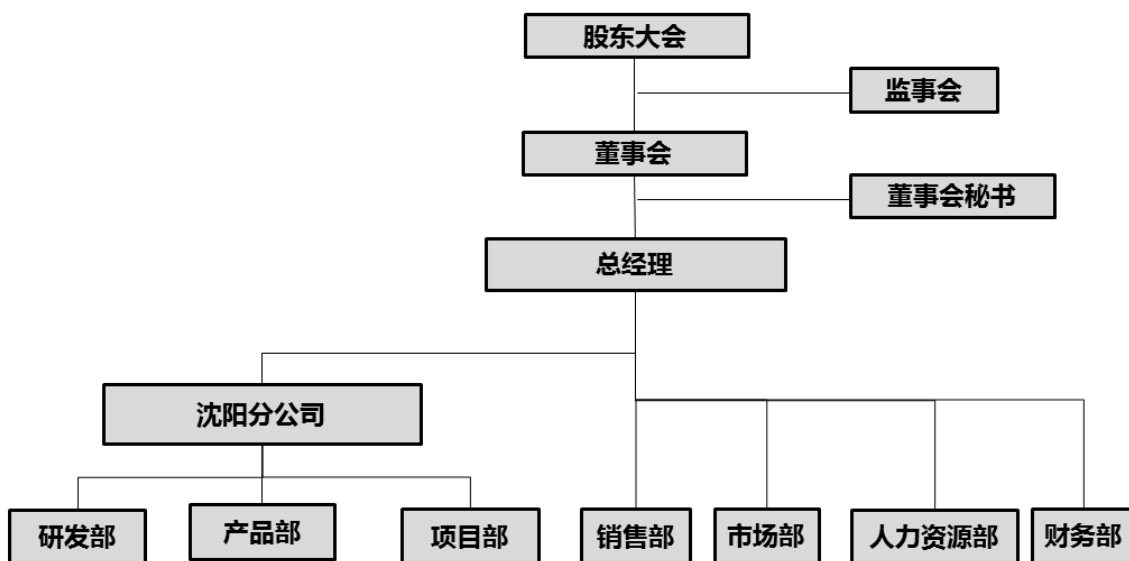 股东大会
监事会
董事会
董事会秘书
总经理
沈阳分公司
研发部
产品部
项目部
销售部
市场部
人力资源部
财务部